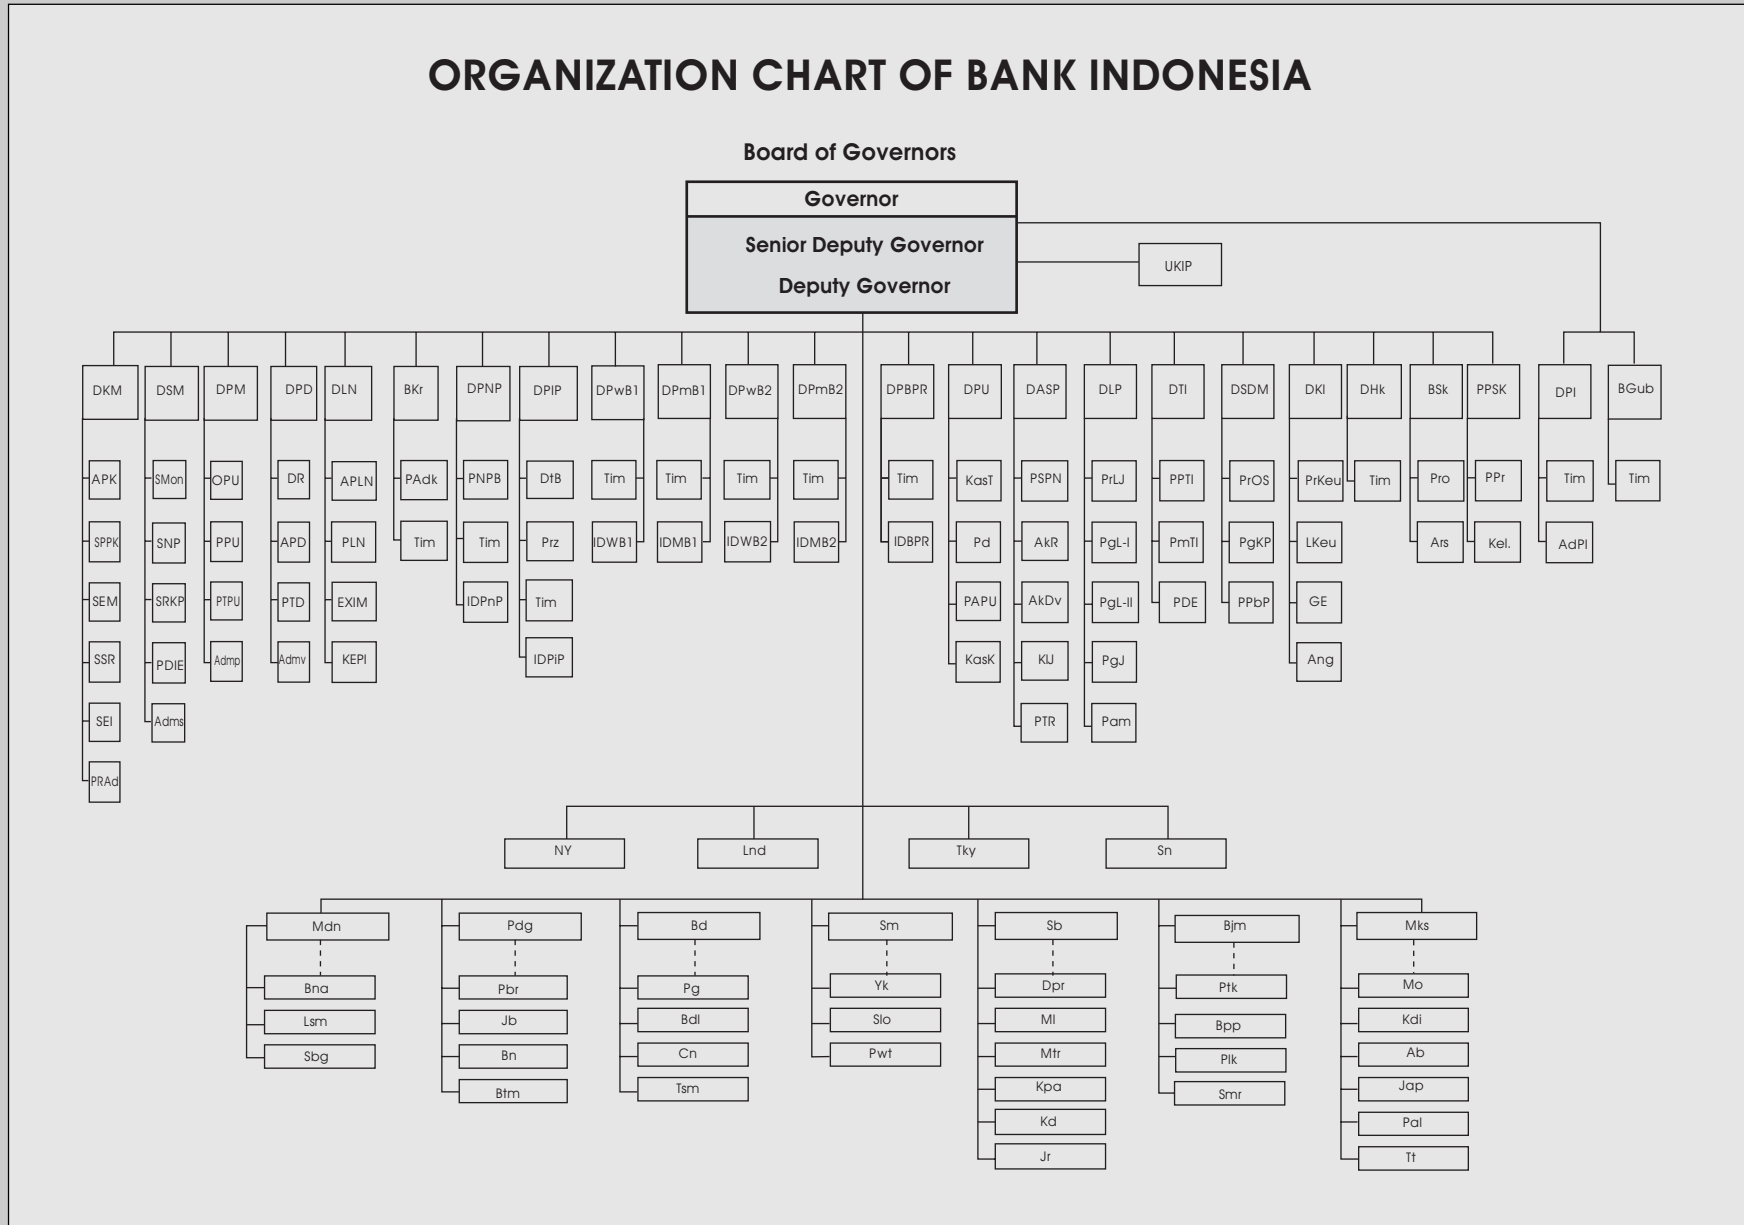 ORGANIZATION CHART OF BANK INDONESIA
Board of Governors
Governor
Senior Deputy Governor
Deputy Governor
UKIP
DKM DSM DPM DPD DLN BKr DPNP DPIP DPwB1 DPmB1 DPwB2 DPmB2 DPBPR DPU DASP DLP DTI DSDM DKI DHk BSk PPSK DPI BGub
APK SMon OPU DR APLN PAdk PNPB DtB Tim Tim Tim Tim Tim KasT PSPN PrLJ PPTI PrOS PrKeu Tim Pro PPr Tim Tim
SPPK SNP PPU APD PLN Tim Tim Prz IDWB1 IDMB1 IDWB2 IDMB2 IDBPR Pd AkR PgL-I PmTI PgKP LKeu Ars Kel. AdPI
SEM SRKP PTPU PTD EXIM IDPnP Tim PAPU AkDv PgL-II PDE PPbP GE
SSR PDIE Admp Admv KEPI IDPiP KasK KIJ PgJ Ang
SEI Adms PTR Pam
PRAd
NY Lnd Tky Sn
Mdn Pdg Bd Sm Sb Bjm Mks
Bna Pbr Pg Yk Dpr Ptk Mo
Lsm Jb Bdl Slo Ml Bpp Kdi
Sbg Bn Cn Pwt Mtr Plk Ab
Btm Tsm Kpa Smr Jap
Kd Pal
Jr Tt